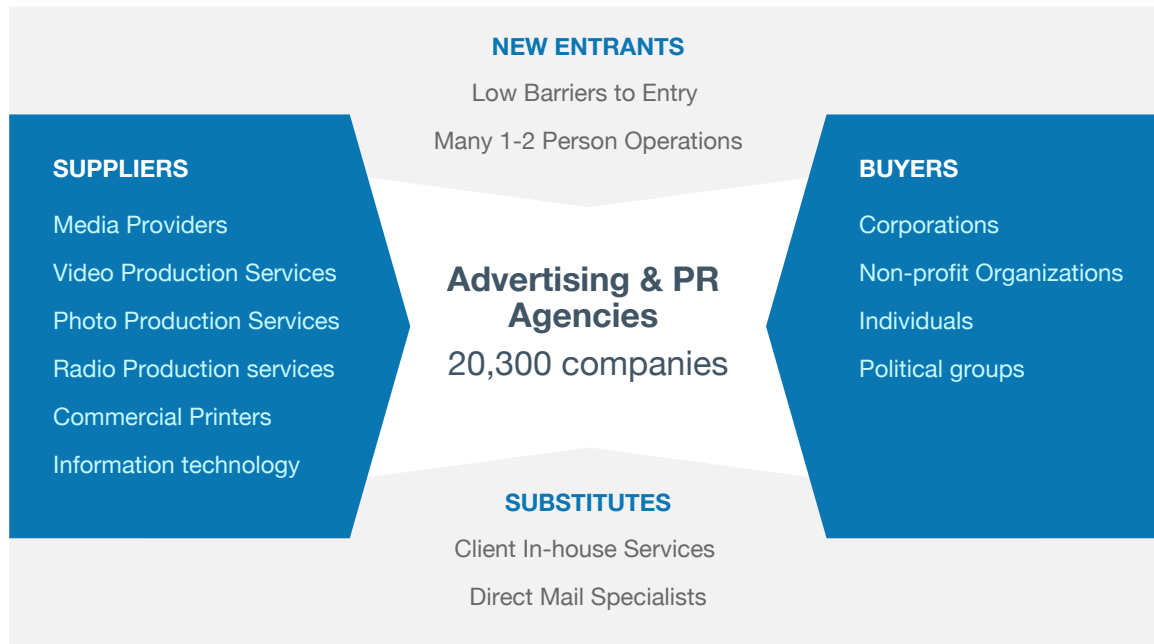 NEW ENTRANTS
Low Barriers to Entry
Many 1-2 Person Operations
SUPPLIERS
Media Providers
Video Production Services
Photo Production Services
Radio Production services
Commercial Printers
Information technology
Advertising & PR
Agencies
20,300 companies
BUYERS
Corporations
Non-profit Organizations
Individuals
Political groups
SUBSTITUTES
Client In-house Services
Direct Mail Specialists